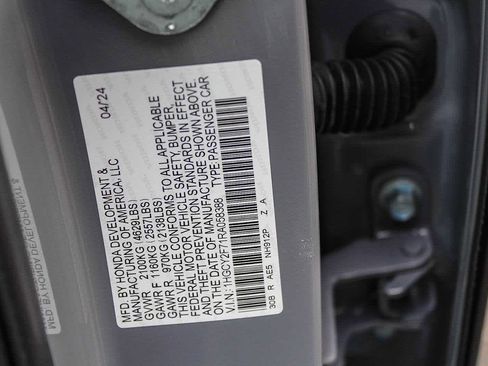 04/24
MFD. BY HONDA DEVELOPMENT &
MANUFACTURING OF AMERICA, LLC
GVWR 2100KG (4629LBS)
GAWR F 1160KG (2557LBS)
GAWR R 970KG (2138LBS)
THIS VEHICLE CONFORMS TO ALL APPLICABLE
FEDERAL MOTOR VEHICLE SAFETY, BUMPER,
AND THEFT PREVENTION STANDARDS IN EFFECT
ON THE DATE OF MANUFACTURE SHOWN ABOVE.
V.I.N.: TYPE: PASSENGER CAR
30B R AE5 NH912P Z A